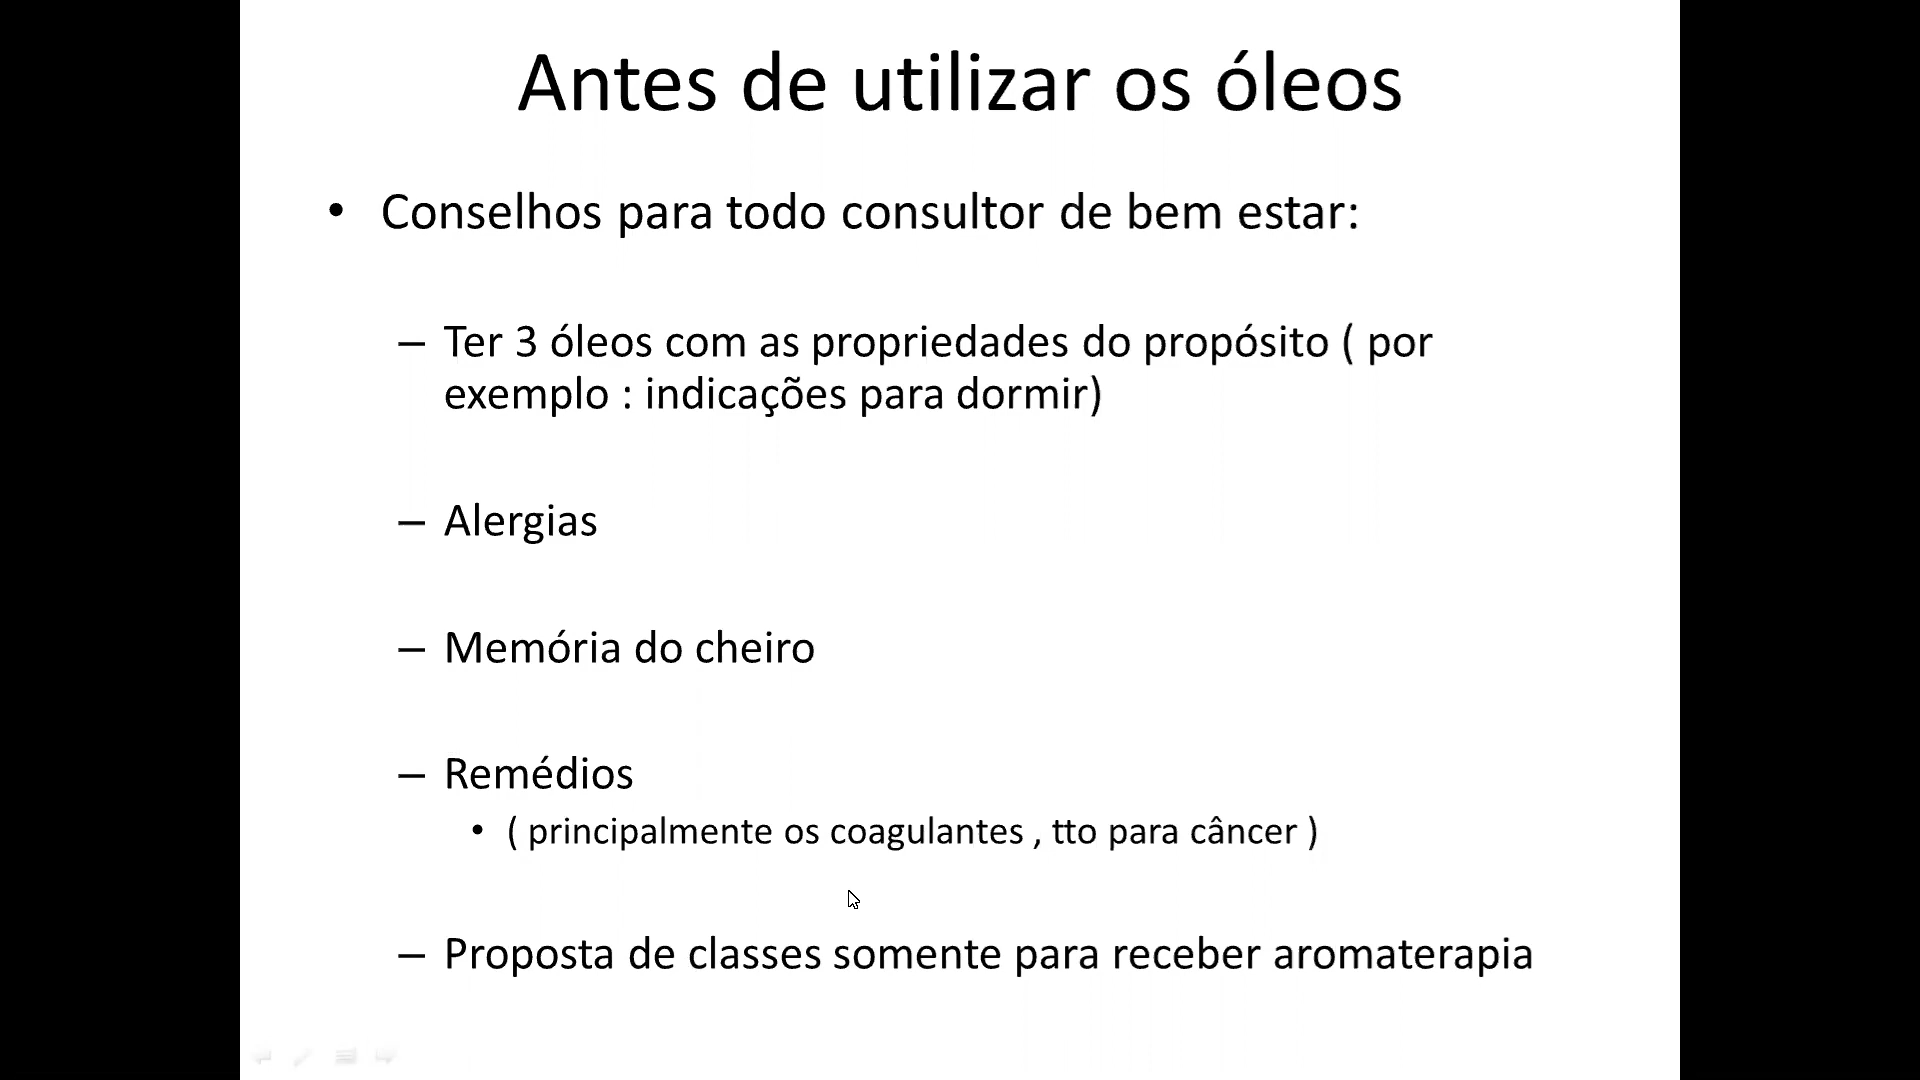 Antes de utilizar os óleos
• Conselhos para todo consultor de bem estar:
– Ter 3 óleos com as propriedades do propósito ( por
exemplo : indicações para dormir)
– Alergias
– Memória do cheiro
– Remédios
• ( principalmente os coagulantes , tto para câncer )
– Proposta de classes somente para receber aromaterapia